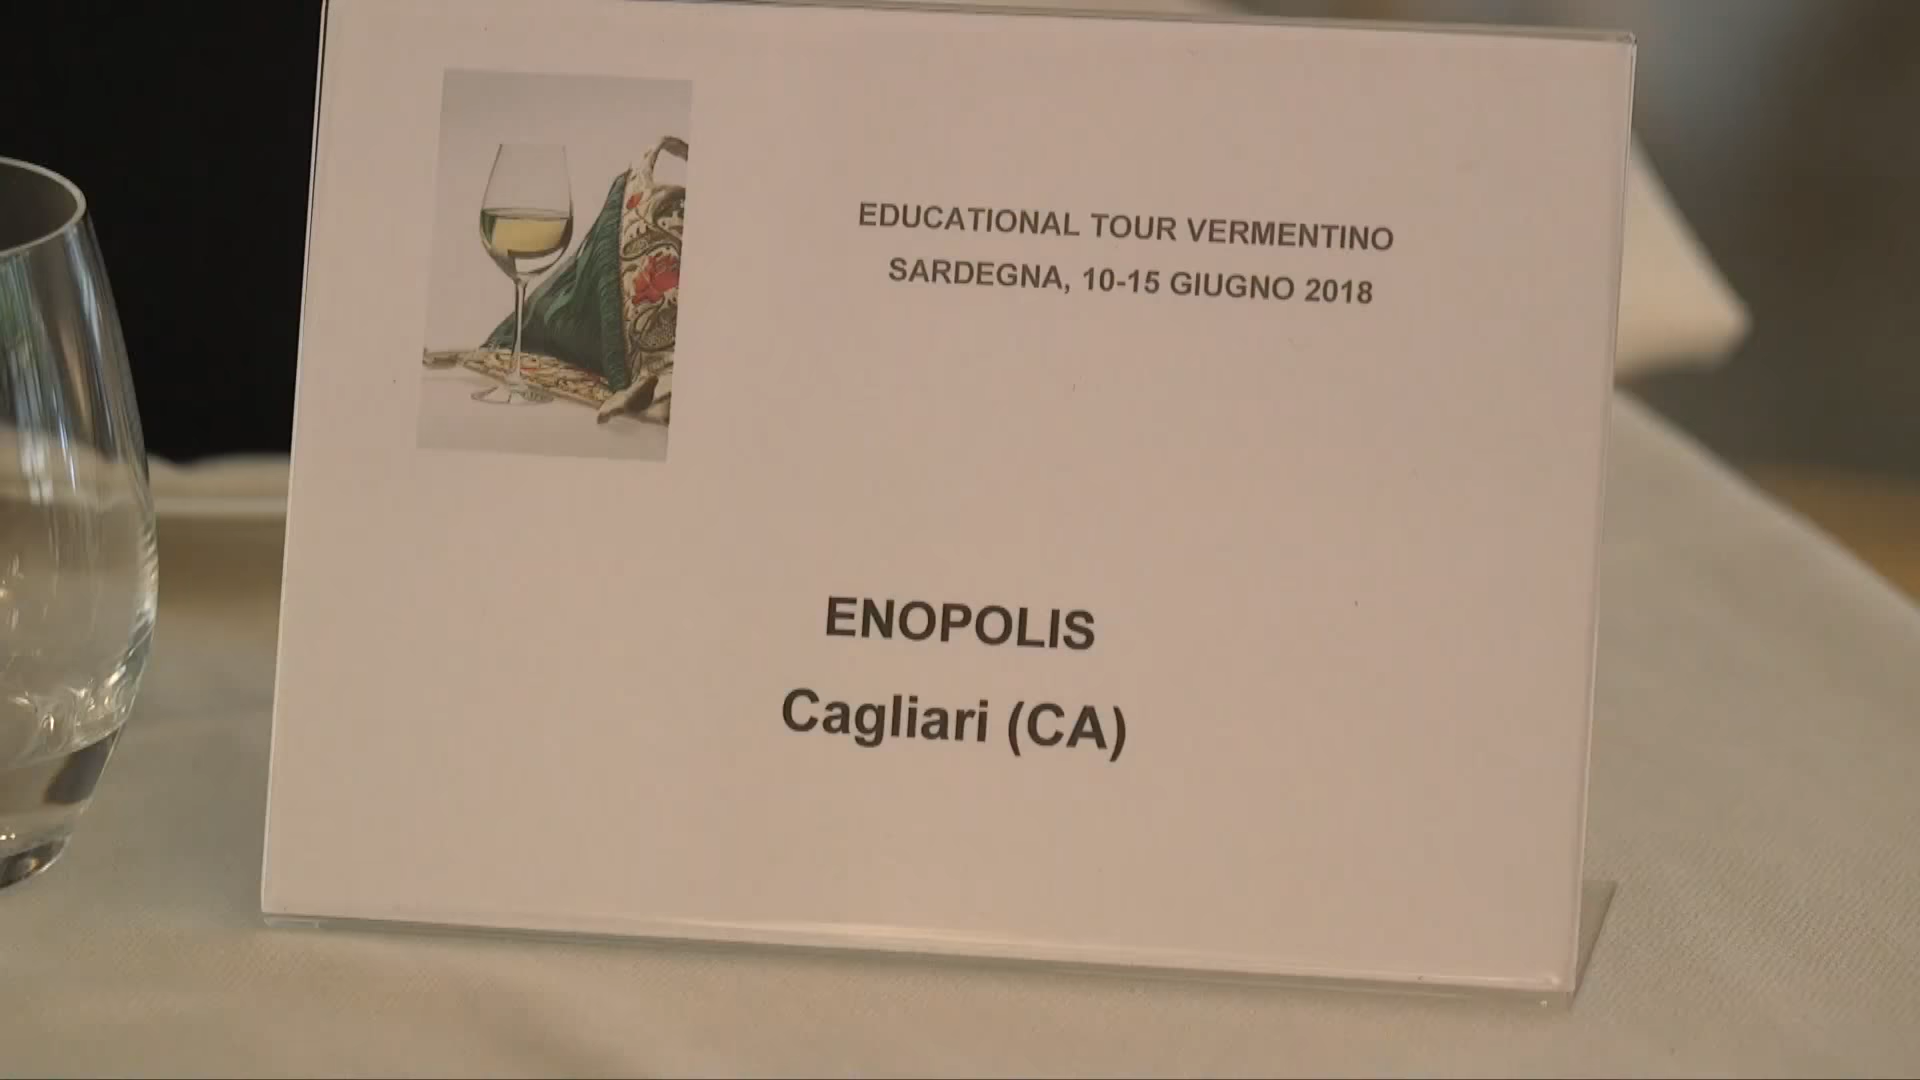 EDUCATIONAL TOUR VERMENTINO
SARDEGNA, 10-15 GIUGNO 2018
ENOPOLIS
Cagliari (CA)